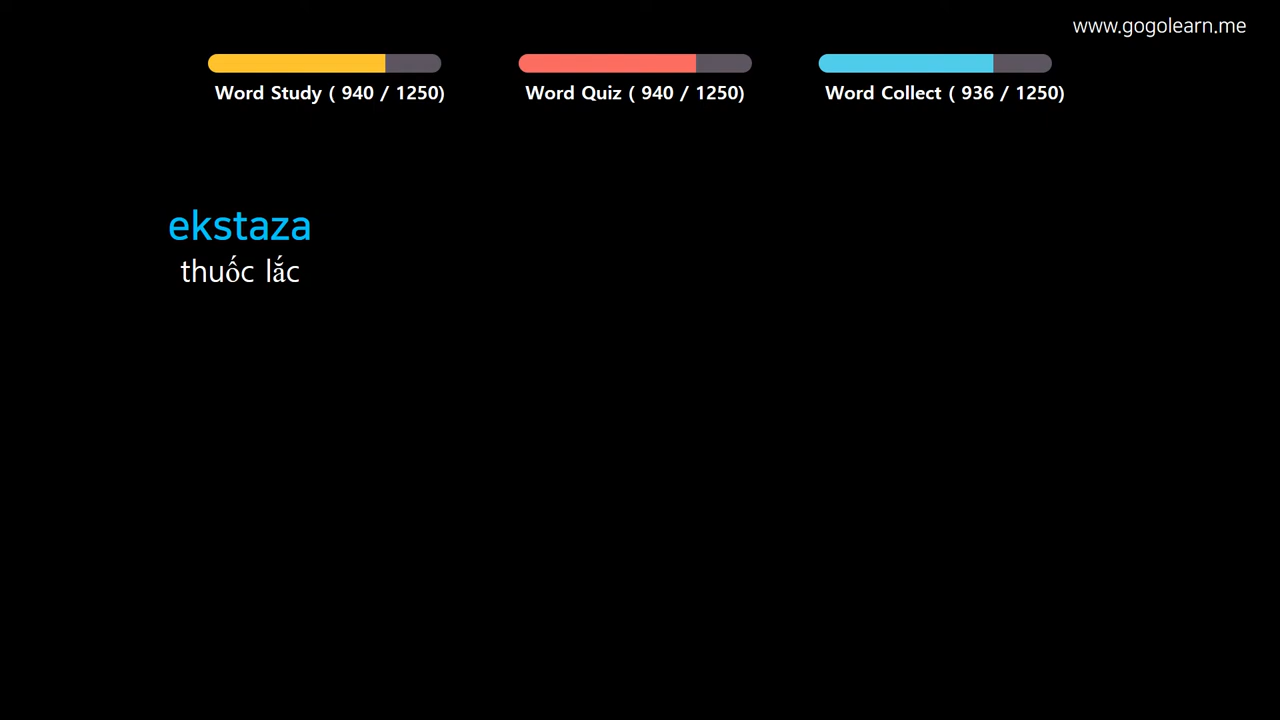 www.gogolearn.me
Word Study ( 940 / 1250)
Word Quiz ( 940 / 1250)
Word Collect ( 936 / 1250)
ekstaza
thuốc lắc